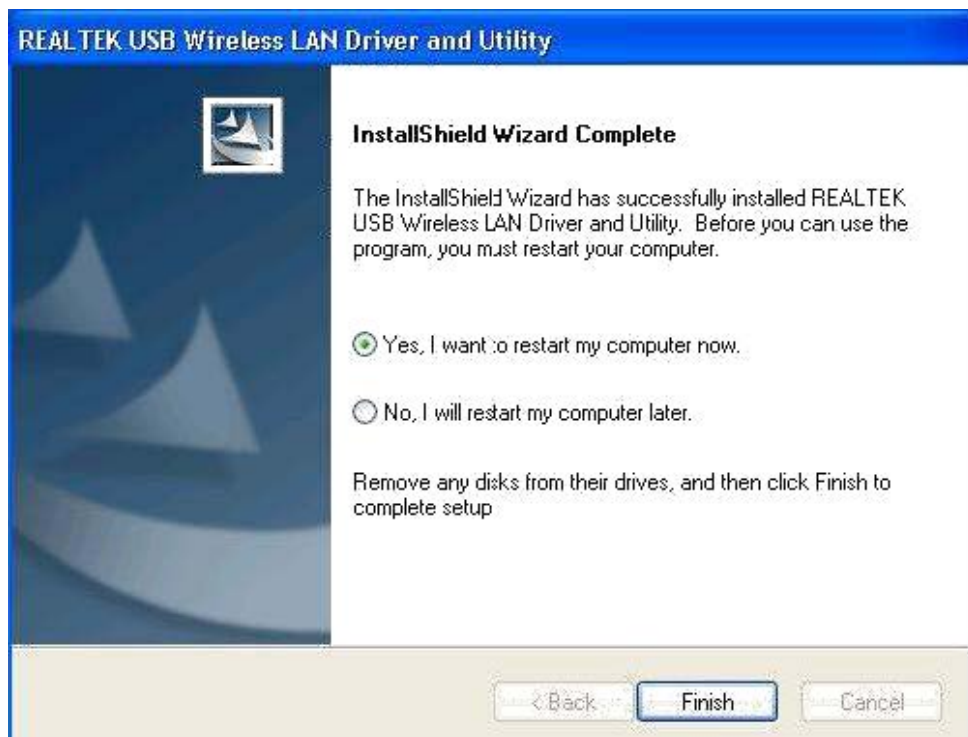 REALTEK USB Wireless LAN Driver and Utility
InstallShield Wizard Complete
The InstallShield Wizard has successfully installed REALTEK
USB Wireless LAN Driver and Utility. Before you can use the
program, you must restart your computer.
Yes, I want to restart my computer now.
No, I will restart my computer later.
Remove any disks from their drives, and then click Finish to
complete setup
< Back
Finish
Cancel